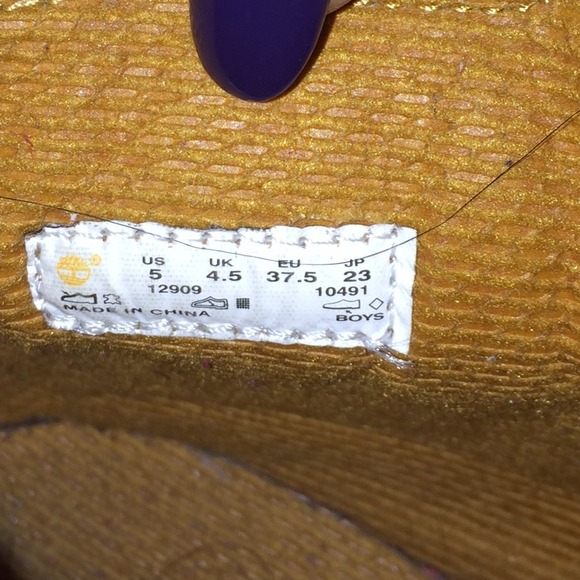 US UK EU JP
5 4.5 37.5 23
12909 10491
MADE IN CHINA BOYS